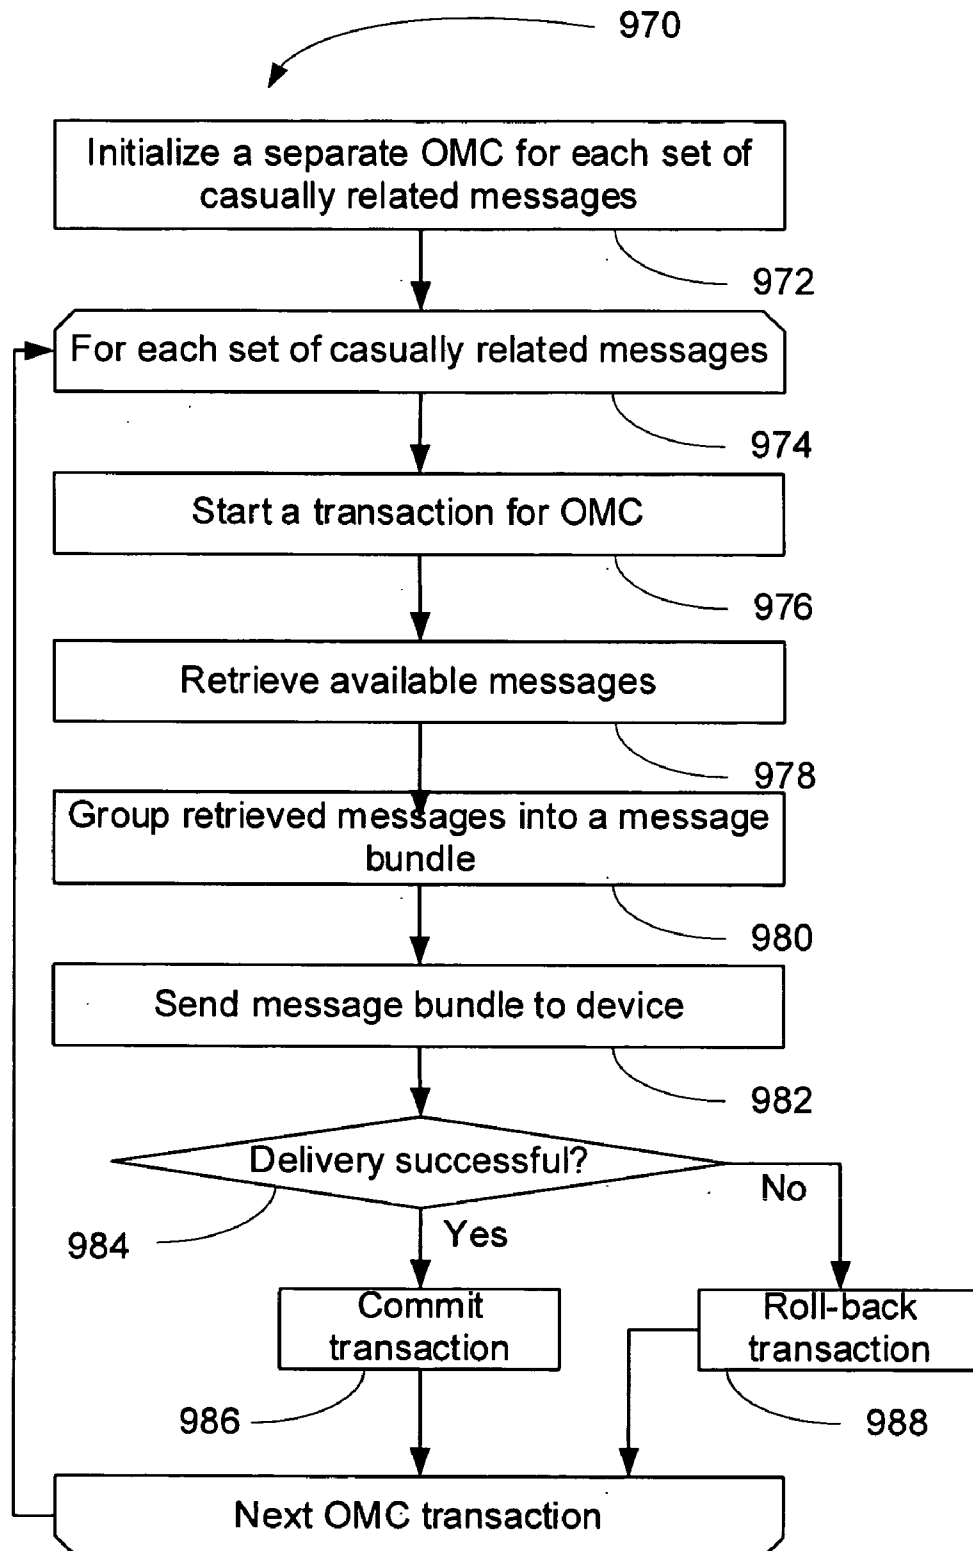 970
Initialize a separate OMC for each set of
casually related messages
972
For each set of casually related messages
974
Start a transaction for OMC
976
Retrieve available messages
978
Group retrieved messages into a message
bundle
980
Send message bundle to device
982
Delivery successful?
No
984
Yes
Commit
transaction
Roll-back
transaction
986
988
Next OMC transaction